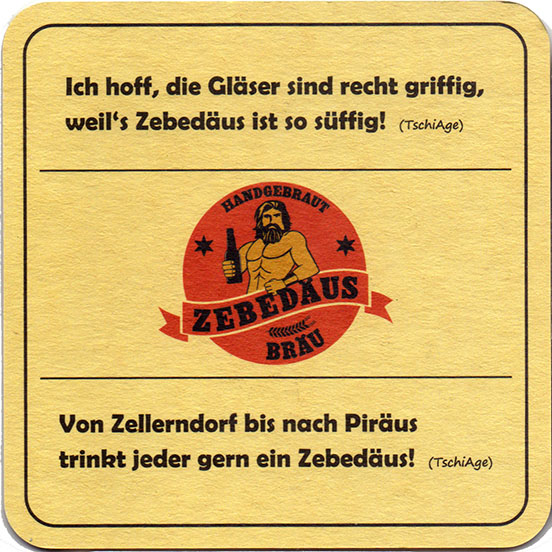 Ich hoff, die Gläser sind recht griffig,
weil's Zebedäus ist so süffig! (TschiAge)
HANDGEBRAUT
ZEBEDÄUS
BRÄU
Von Zellerndorf bis nach Piräus
trinkt jeder gern ein Zebedäus! (TschiAge)